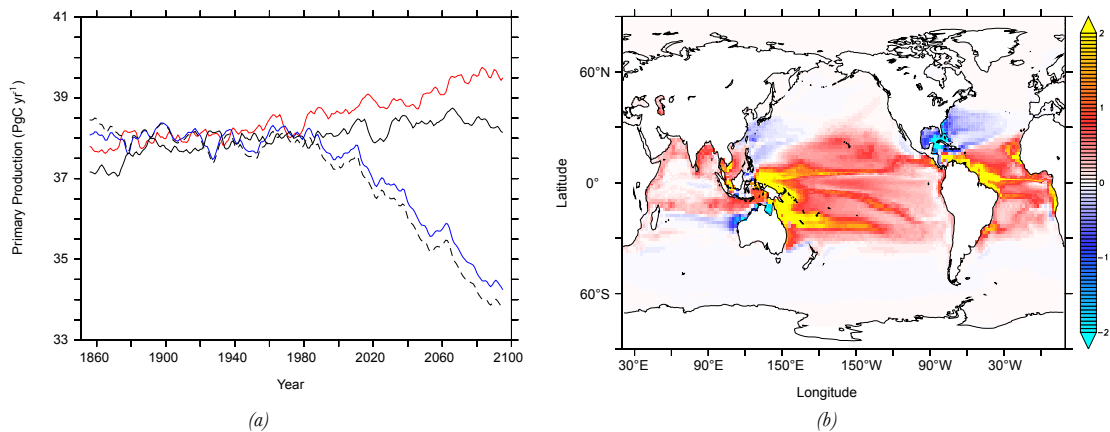 41
39
37
35
33
Primary Production (PgC yr⁻¹)
1860 1900 1940 1980 2020 2060 2100
Year
(a)
60°N
0°
60°S
Latitude
30°E 90°E 150°E 150°W 90°W 30°W
Longitude
(b)
2
1
0
−1
−2